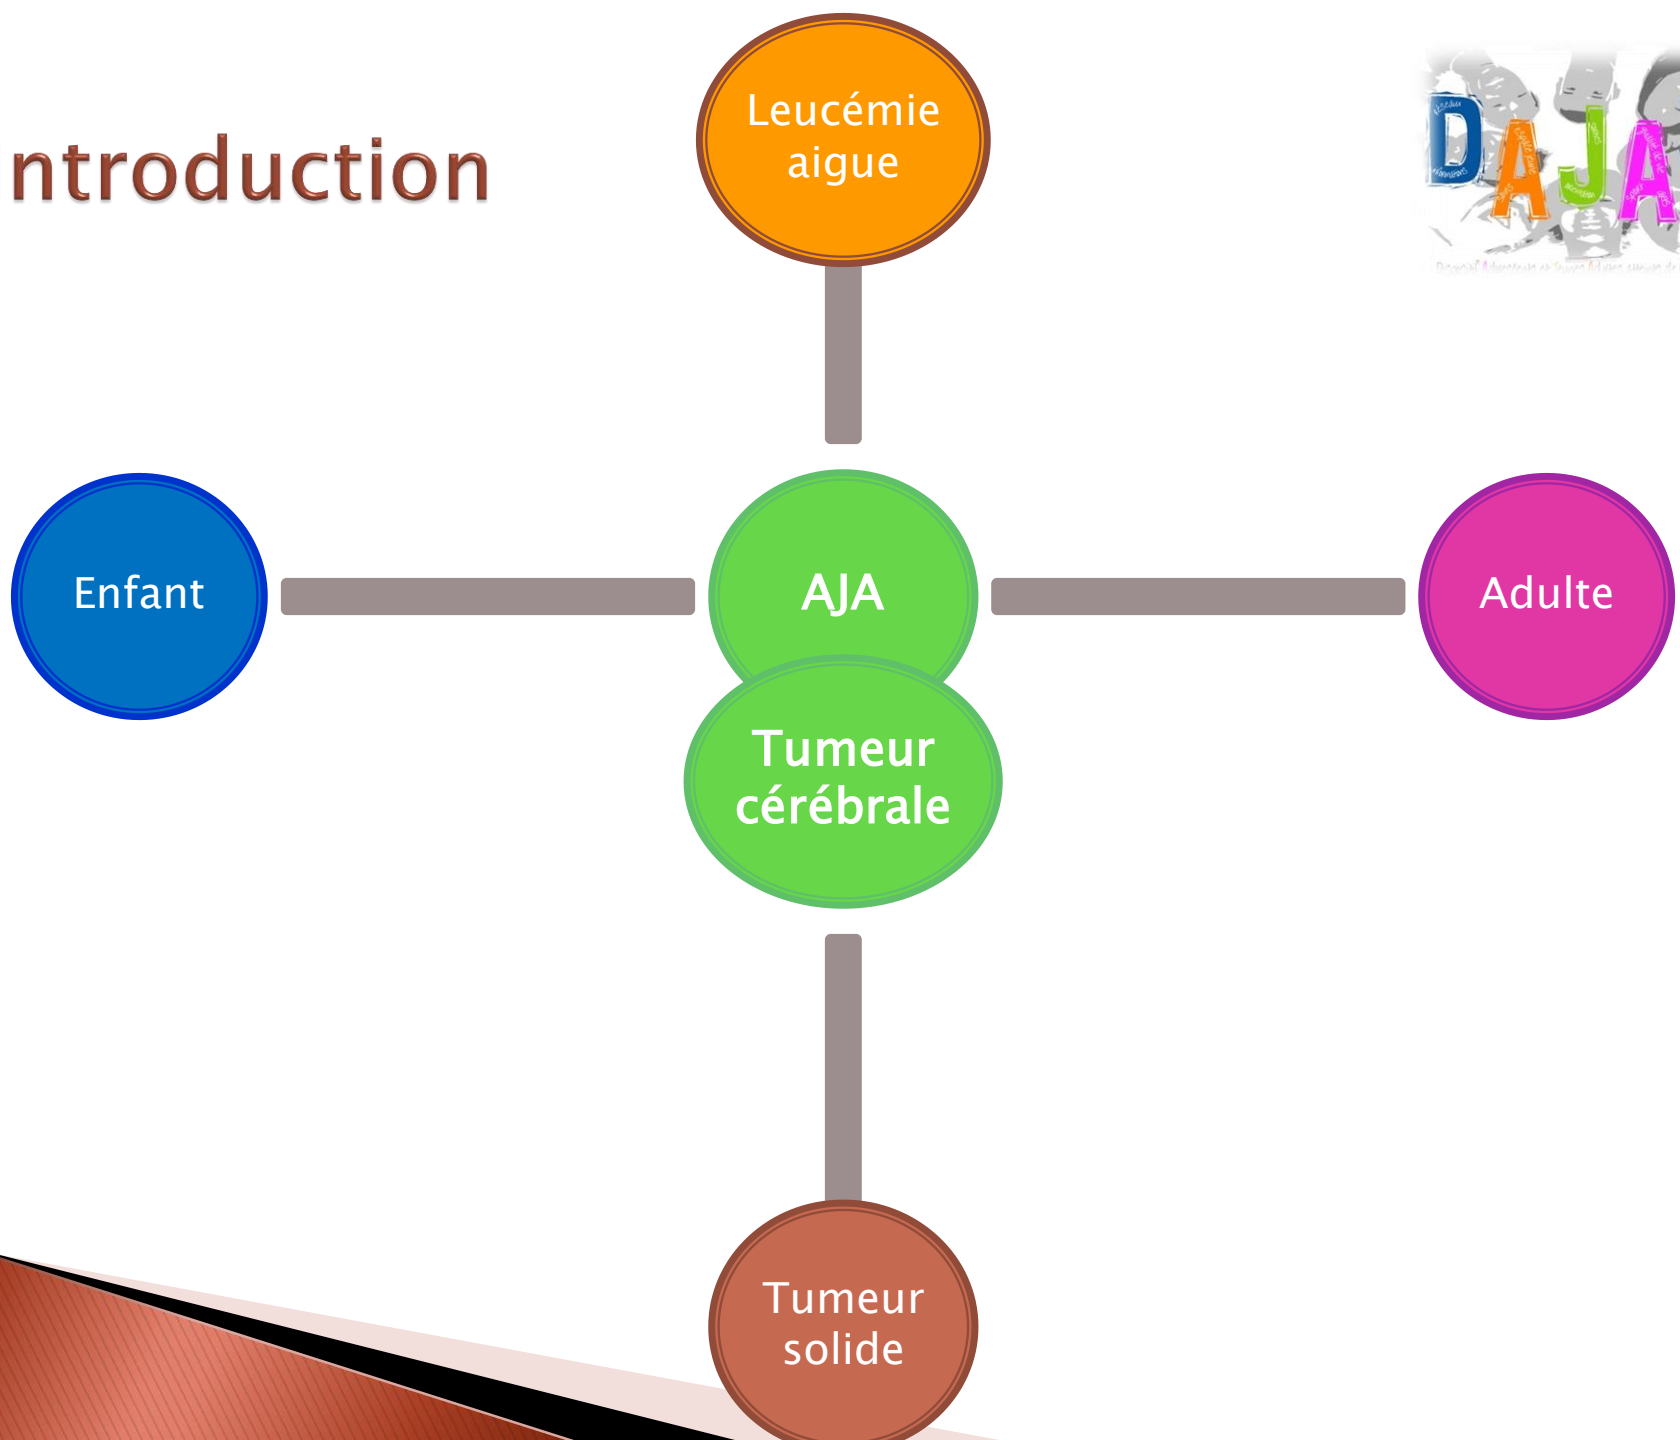 ntroduction
Leucémie
aigue
DAJA
Enfant
AJA
Adulte
Tumeur
cérébrale
Tumeur
solide